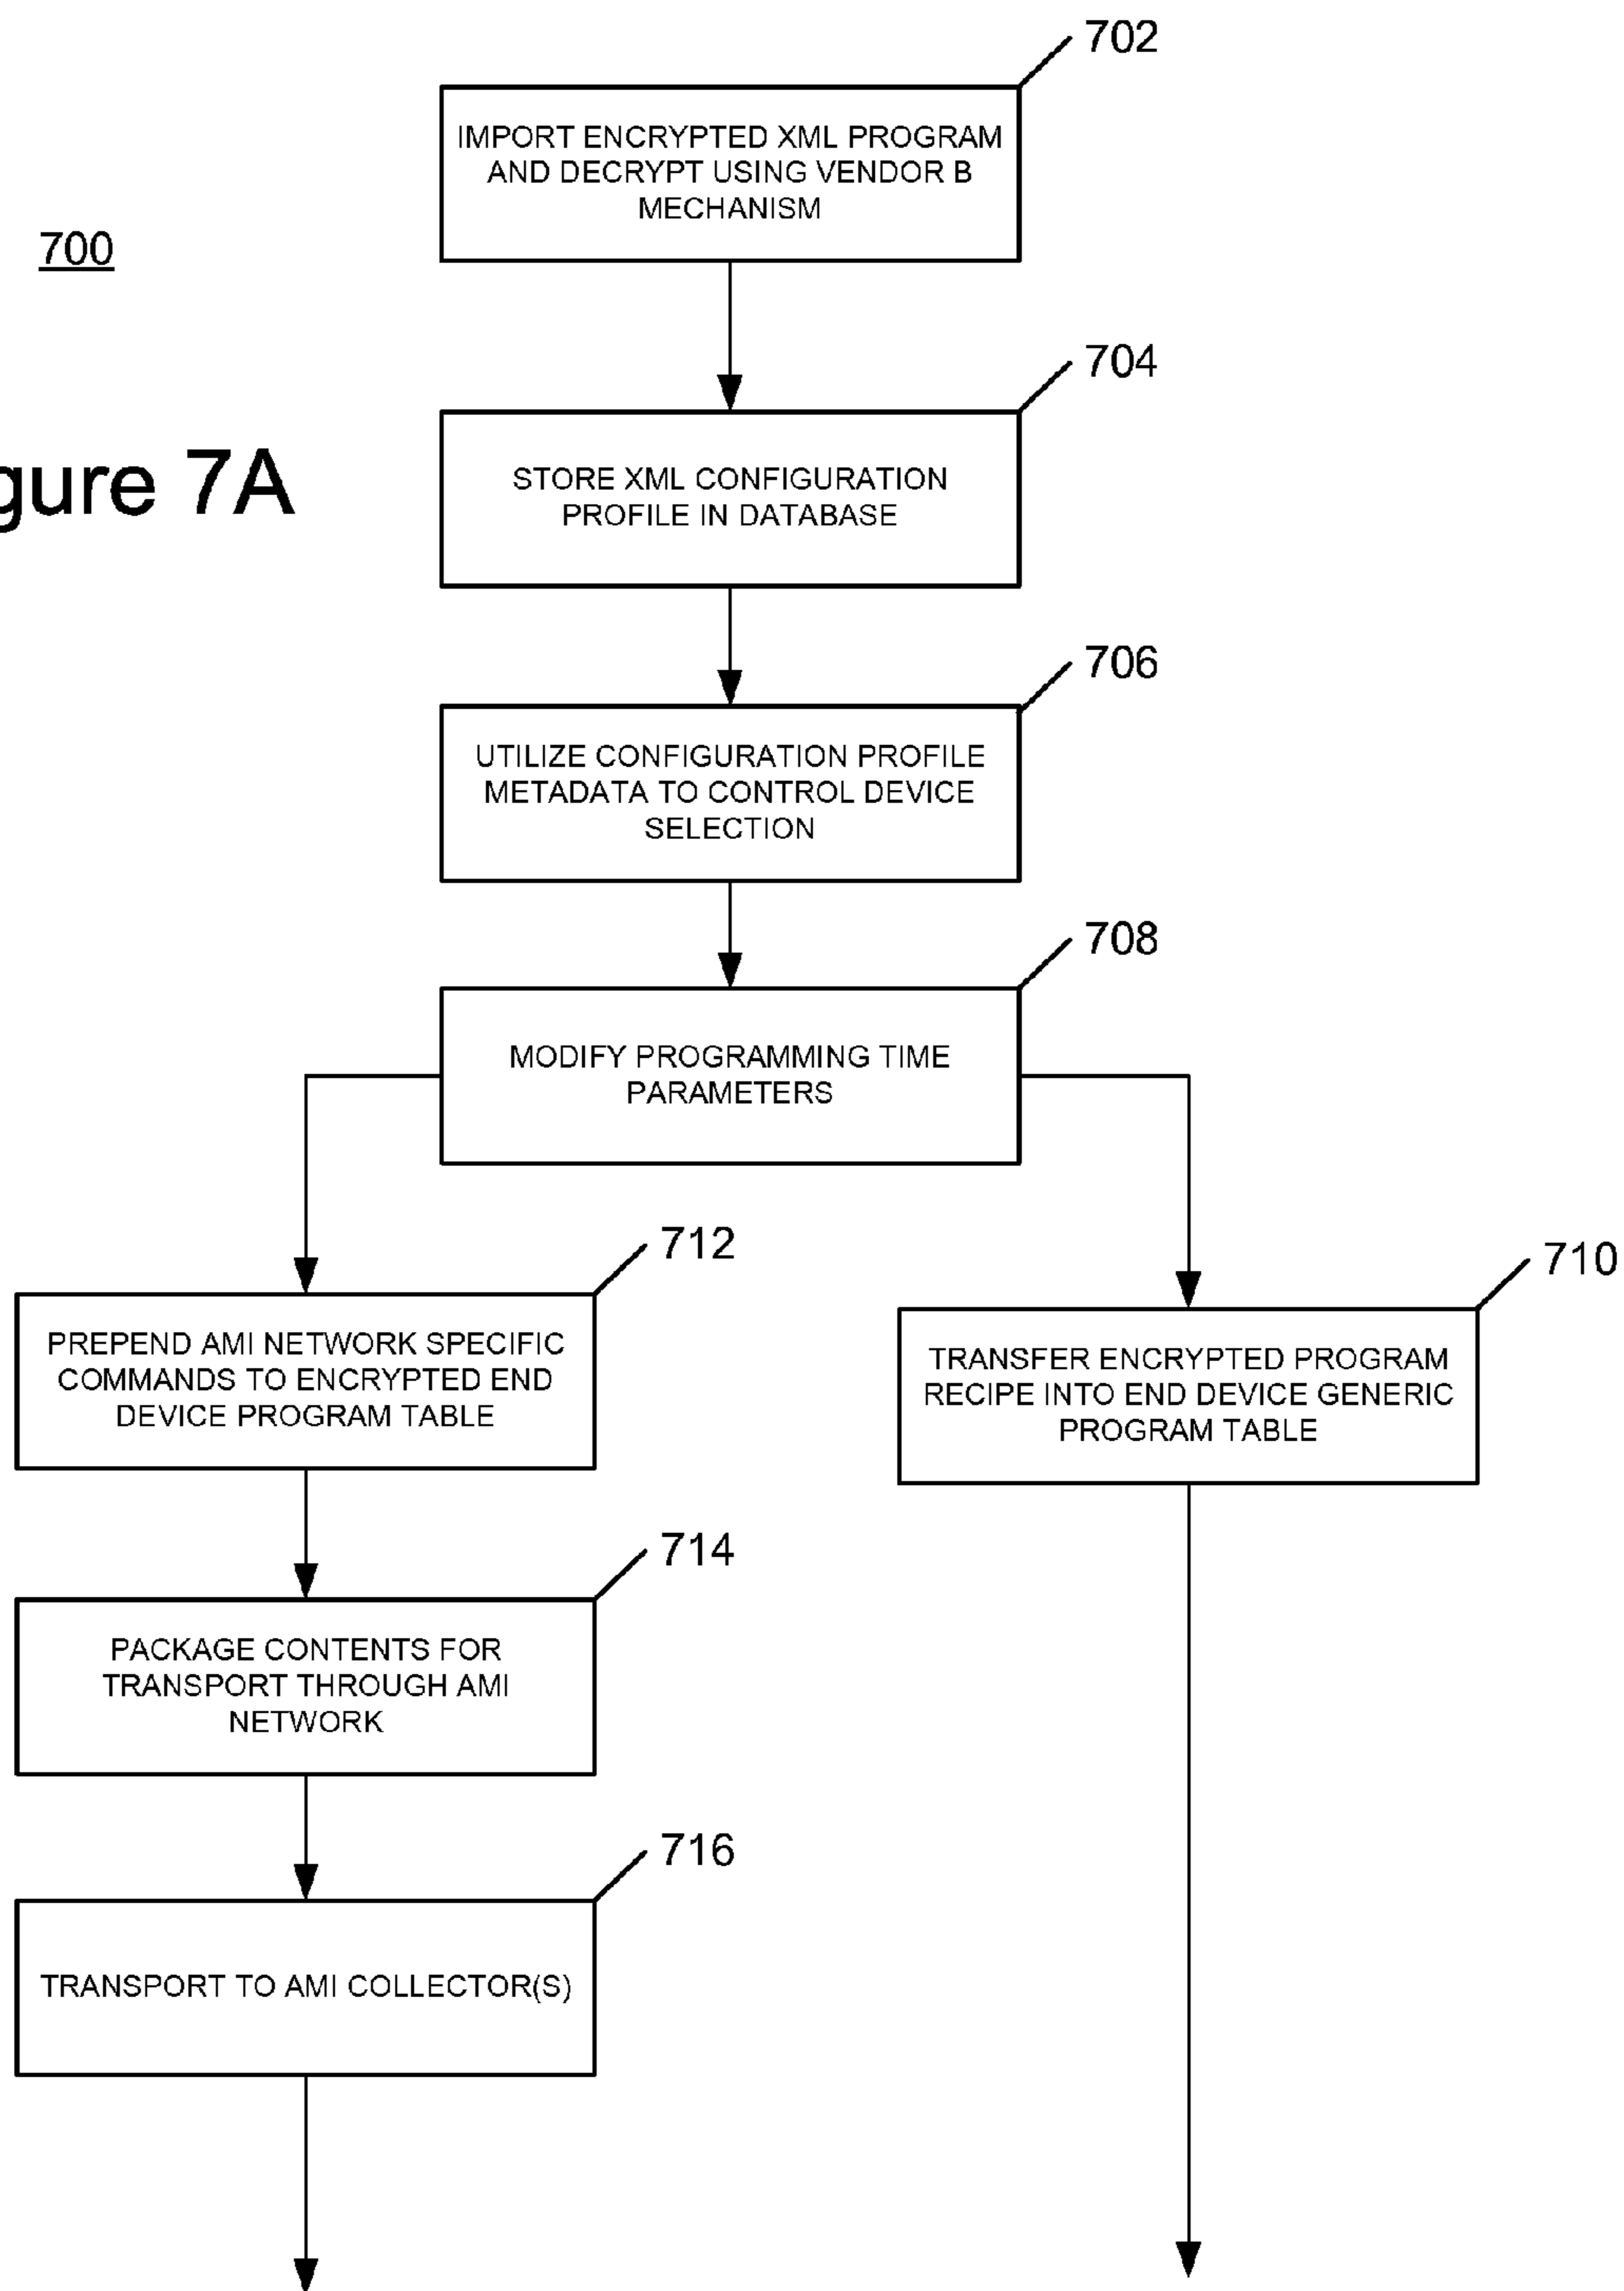 702
IMPORT ENCRYPTED XML PROGRAM
AND DECRYPT USING VENDOR B
MECHANISM
700
704
gure 7A
STORE XML CONFIGURATION
PROFILE IN DATABASE
706
UTILIZE CONFIGURATION PROFILE
METADATA TO CONTROL DEVICE
SELECTION
708
MODIFY PROGRAMMING TIME
PARAMETERS
712
PREPEND AMI NETWORK SPECIFIC
COMMANDS TO ENCRYPTED END
DEVICE PROGRAM TABLE
710
TRANSFER ENCRYPTED PROGRAM
RECIPE INTO END DEVICE GENERIC
PROGRAM TABLE
714
PACKAGE CONTENTS FOR
TRANSPORT THROUGH AMI
NETWORK
716
TRANSPORT TO AMI COLLECTOR(S)